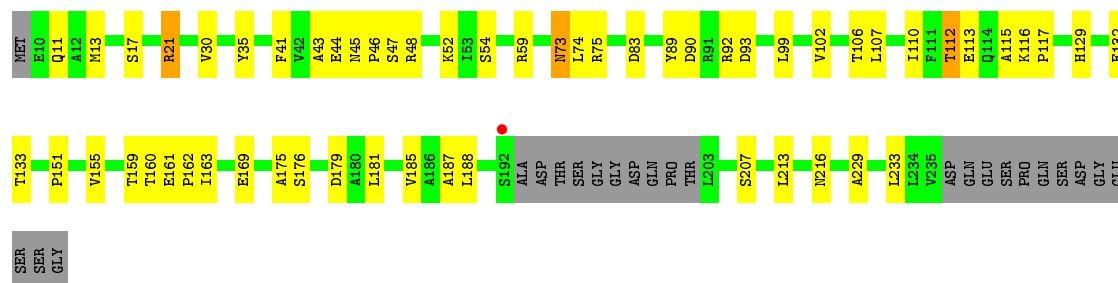 MET E10 Q11 A12 M13 S17 R21 V30 Y35 F41 V42 A43 E44 N45 P46 S47 R48 K52 I53 S54 R59 N73 L74 R75 D83 Y89 D90 R91 R92 D93 L99 V102 T106 L107 I110 F111 T112 E113 Q114 A115 K116 P117 H129 E132
T133 P151 V155 T159 T160 E161 P162 I163 E169 A175 S176 D179 A180 L181 V185 A186 A187 L188 S192 ALA ASP THR SER GLY GLY ASP GLN PRO THR L203 S207 L213 N216 A229 L233 L234 V235 ASP GLN GLU SER PRO GLN SER ASP GLY GLU
SER SER GLY